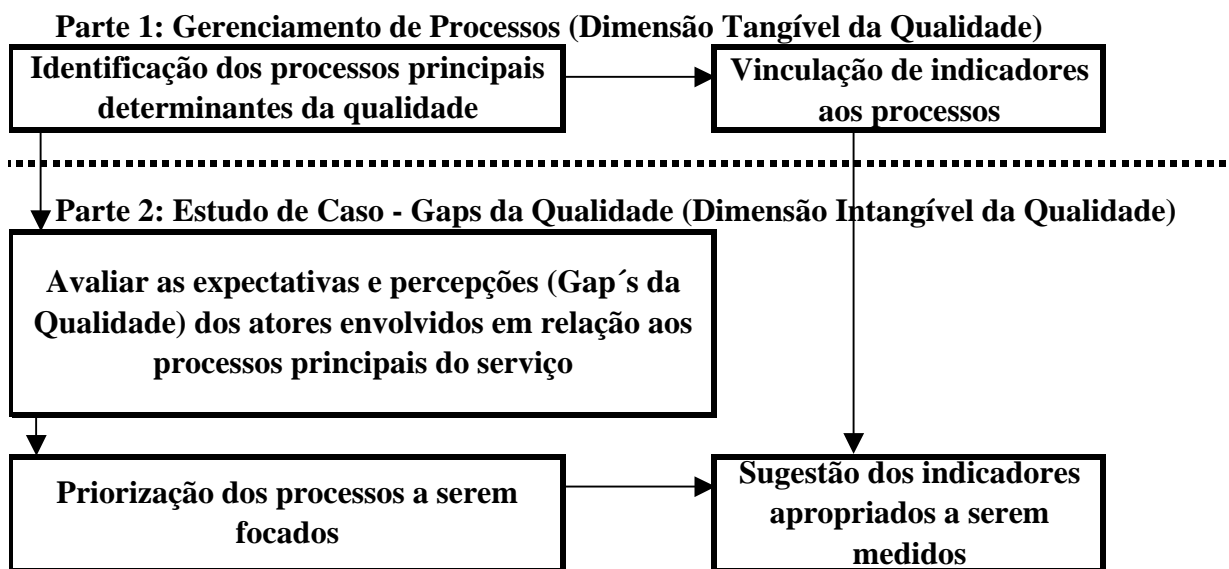 Parte 1: Gerenciamento de Processos (Dimensão Tangível da Qualidade)
Identificação dos processos principais
determinantes da qualidade
Vinculação de indicadores
aos processos
Parte 2: Estudo de Caso - Gaps da Qualidade (Dimensão Intangível da Qualidade)
Avaliar as expectativas e percepções (Gap´s da
Qualidade) dos atores envolvidos em relação aos
processos principais do serviço
Priorização dos processos a serem
focados
Sugestão dos indicadores
apropriados a serem
medidos